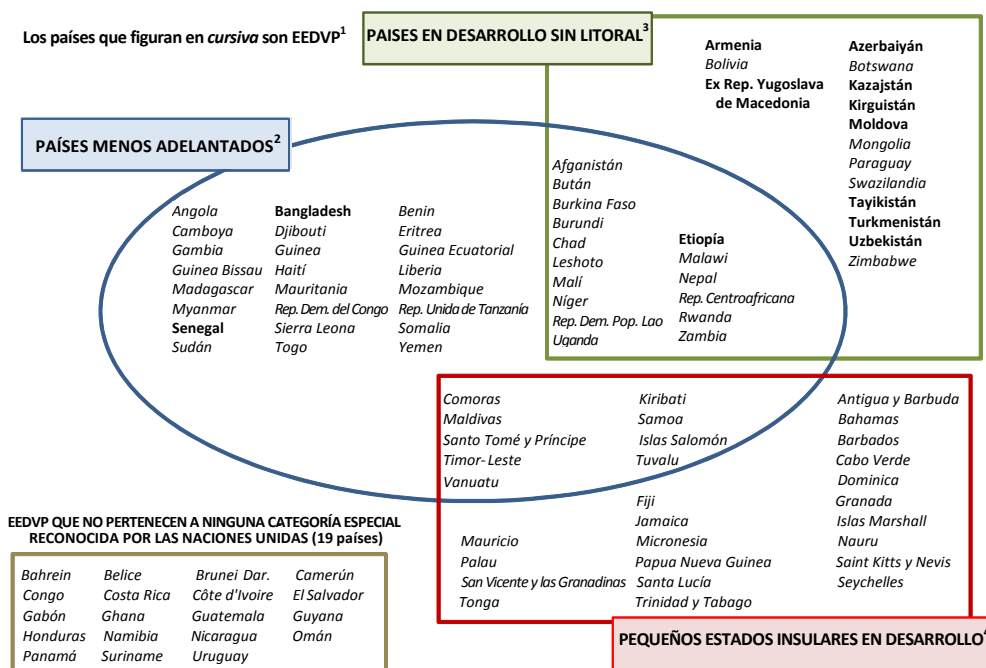 Los países que figuran en cursiva son EEDVP1
PAISES EN DESARROLLO SIN LITORAL3
Armenia
Bolivia
Ex Rep. Yugoslava
de Macedonia
Azerbaiyán
Botswana
Kazajstán
Kirguistán
Moldova
Mongolia
Paraguay
Swazilandia
Tayikistán
Turkmenistán
Uzbekistán
Zimbabwe
PAÍSES MENOS ADELANTADOS2
Angola Bangladesh Benin
Camboya Djibouti Eritrea
Gambia Guinea Guinea Ecuatorial
Guinea Bissau Haití Liberia
Madagascar Mauritania Mozambique
Myanmar Rep. Dem. del Congo Rep. Unida de Tanzanía
Senegal Sierra Leona Somalia
Sudán Togo Yemen
Afganistán
Bután
Burkina Faso
Burundi
Chad
Leshoto
Malí
Níger
Rep. Dem. Pop. Lao
Uganda
Etiopía
Malawi
Nepal
Rep. Centroafricana
Rwanda
Zambia
Comoras Kiribati Antigua y Barbuda
Maldivas Samoa Bahamas
Santo Tomé y Príncipe Islas Salomón Barbados
Timor-Leste Tuvalu Cabo Verde
Vanuatu Dominica
Fiji Granada
Jamaica Islas Marshall
Mauricio Micronesia Nauru
Palau Papua Nueva Guinea Saint Kitts y Nevis
San Vicente y las Granadinas Santa Lucía Seychelles
Tonga Trinidad y Tabago
PEQUEÑOS ESTADOS INSULARES EN DESARROLLO4
EEDVP QUE NO PERTENECEN A NINGUNA CATEGORÍA ESPECIAL
RECONOCIDA POR LAS NACIONES UNIDAS (19 países)
Bahrein Belice Brunei Dar. Camerún
Congo Costa Rica Côte d'Ivoire El Salvador
Gabón Ghana Guatemala Guyana
Honduras Namibia Nicaragua Omán
Panamá Suriname Uruguay